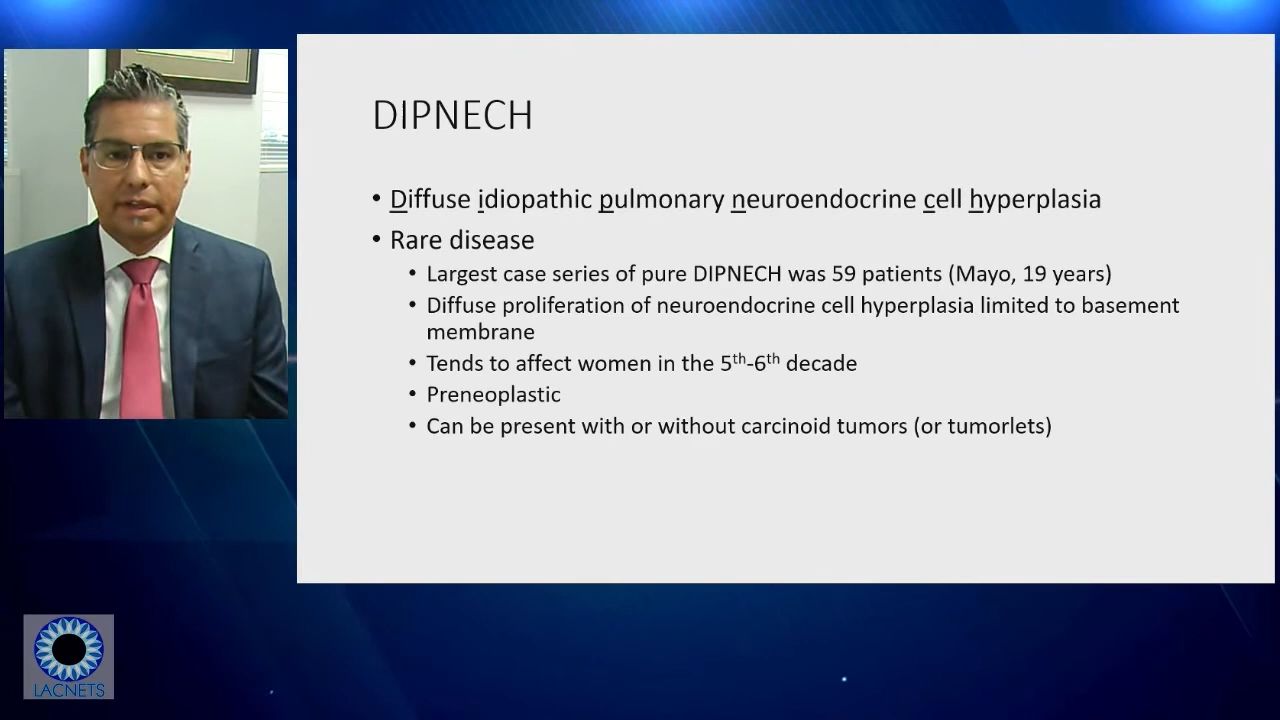 DIPNECH
• Diffuse idiopathic pulmonary neuroendocrine cell hyperplasia
• Rare disease
• Largest case series of pure DIPNECH was 59 patients (Mayo, 19 years)
• Diffuse proliferation of neuroendocrine cell hyperplasia limited to basement
membrane
• Tends to affect women in the 5th-6th decade
• Preneoplastic
• Can be present with or without carcinoid tumors (or tumorlets)
LACNETS